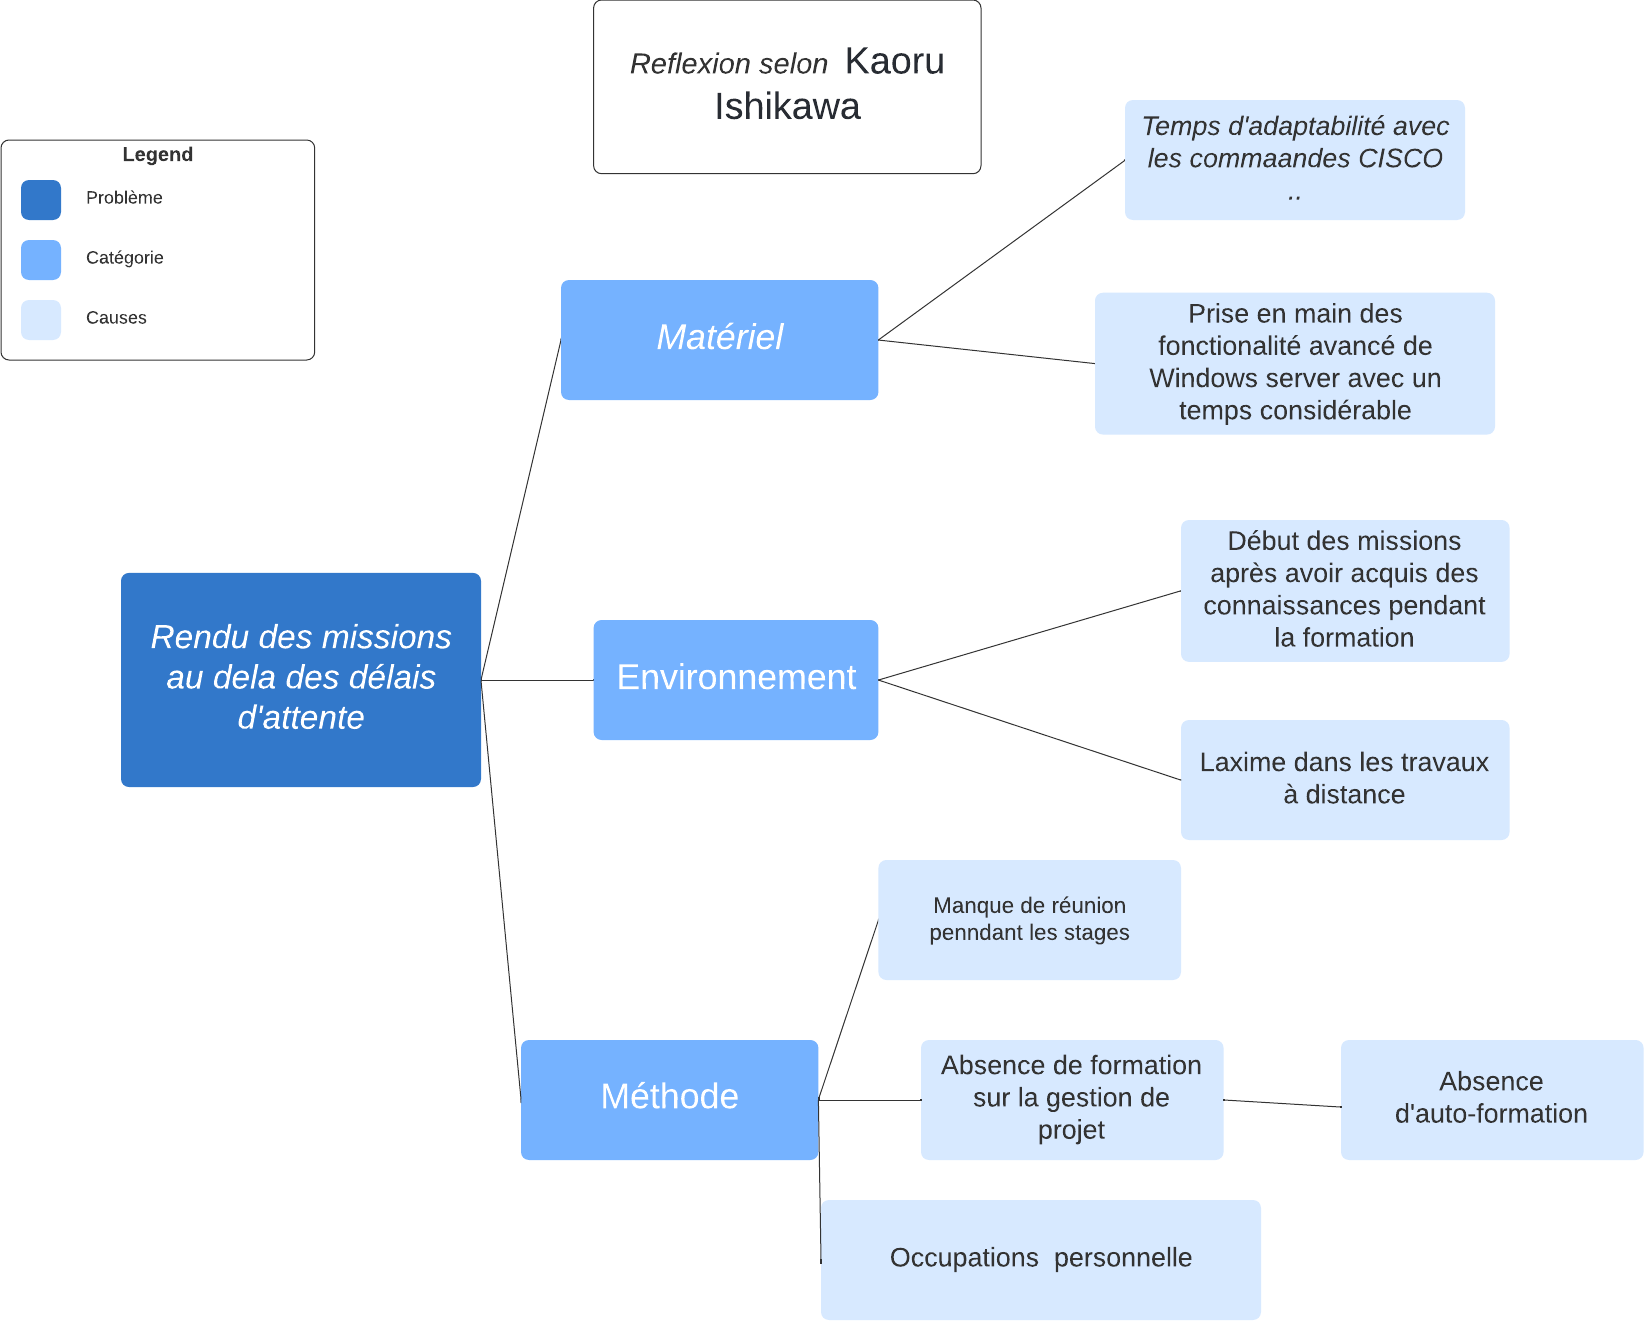 Reflexion selon Kaoru
Ishikawa
Legend
Problème
Catégorie
Causes
Temps d'adaptabilité avec
les commaandes CISCO
..
Matériel
Prise en main des
fonctionalité avancé de
Windows server avec un
temps considérable
Rendu des missions
au dela des délais
d'attente
Environnement
Début des missions
après avoir acquis des
connaissances pendant
la formation
Laxime dans les travaux
à distance
Manque de réunion
penndant les stages
Méthode
Absence de formation
sur la gestion de
projet
Absence
d'auto-formation
Occupations personnelle